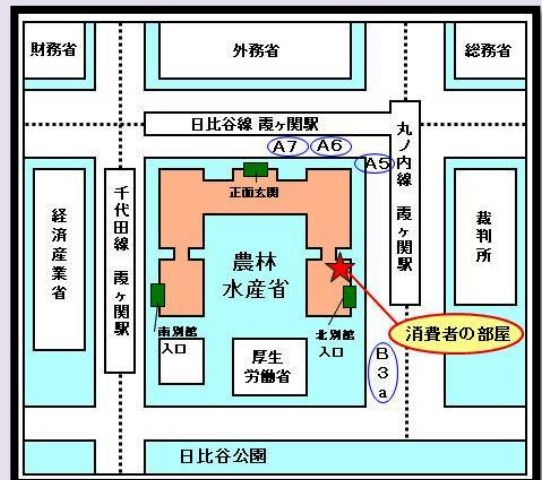 財務省
外務省
総務省
日比谷線 霞ヶ関駅
A7
A6
A5
丸ノ内線 霞ヶ関駅
千代田線 霞ヶ関駅
経済産業省
正面玄関
裁判所
農林
水産省
消費者の部屋
南別館
入口
北別館
入口
厚生
労働省
B3a
日比谷公園